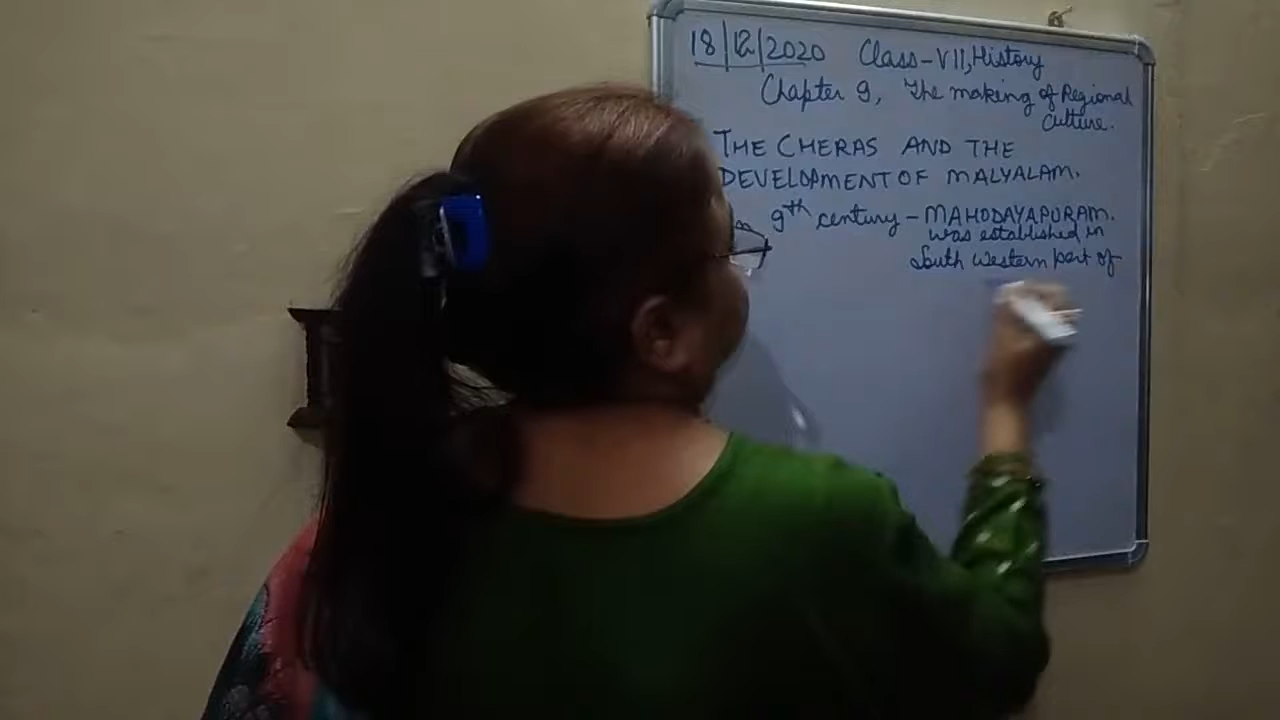 18/12/2020 Class-VII, History
Chapter 9, The making of Regional
Culture.
THE CHERAS AND THE
DEVELOPMENT OF MALYALAM.
9th century - MAHODAYAPURAM.
was established in
South Western part of